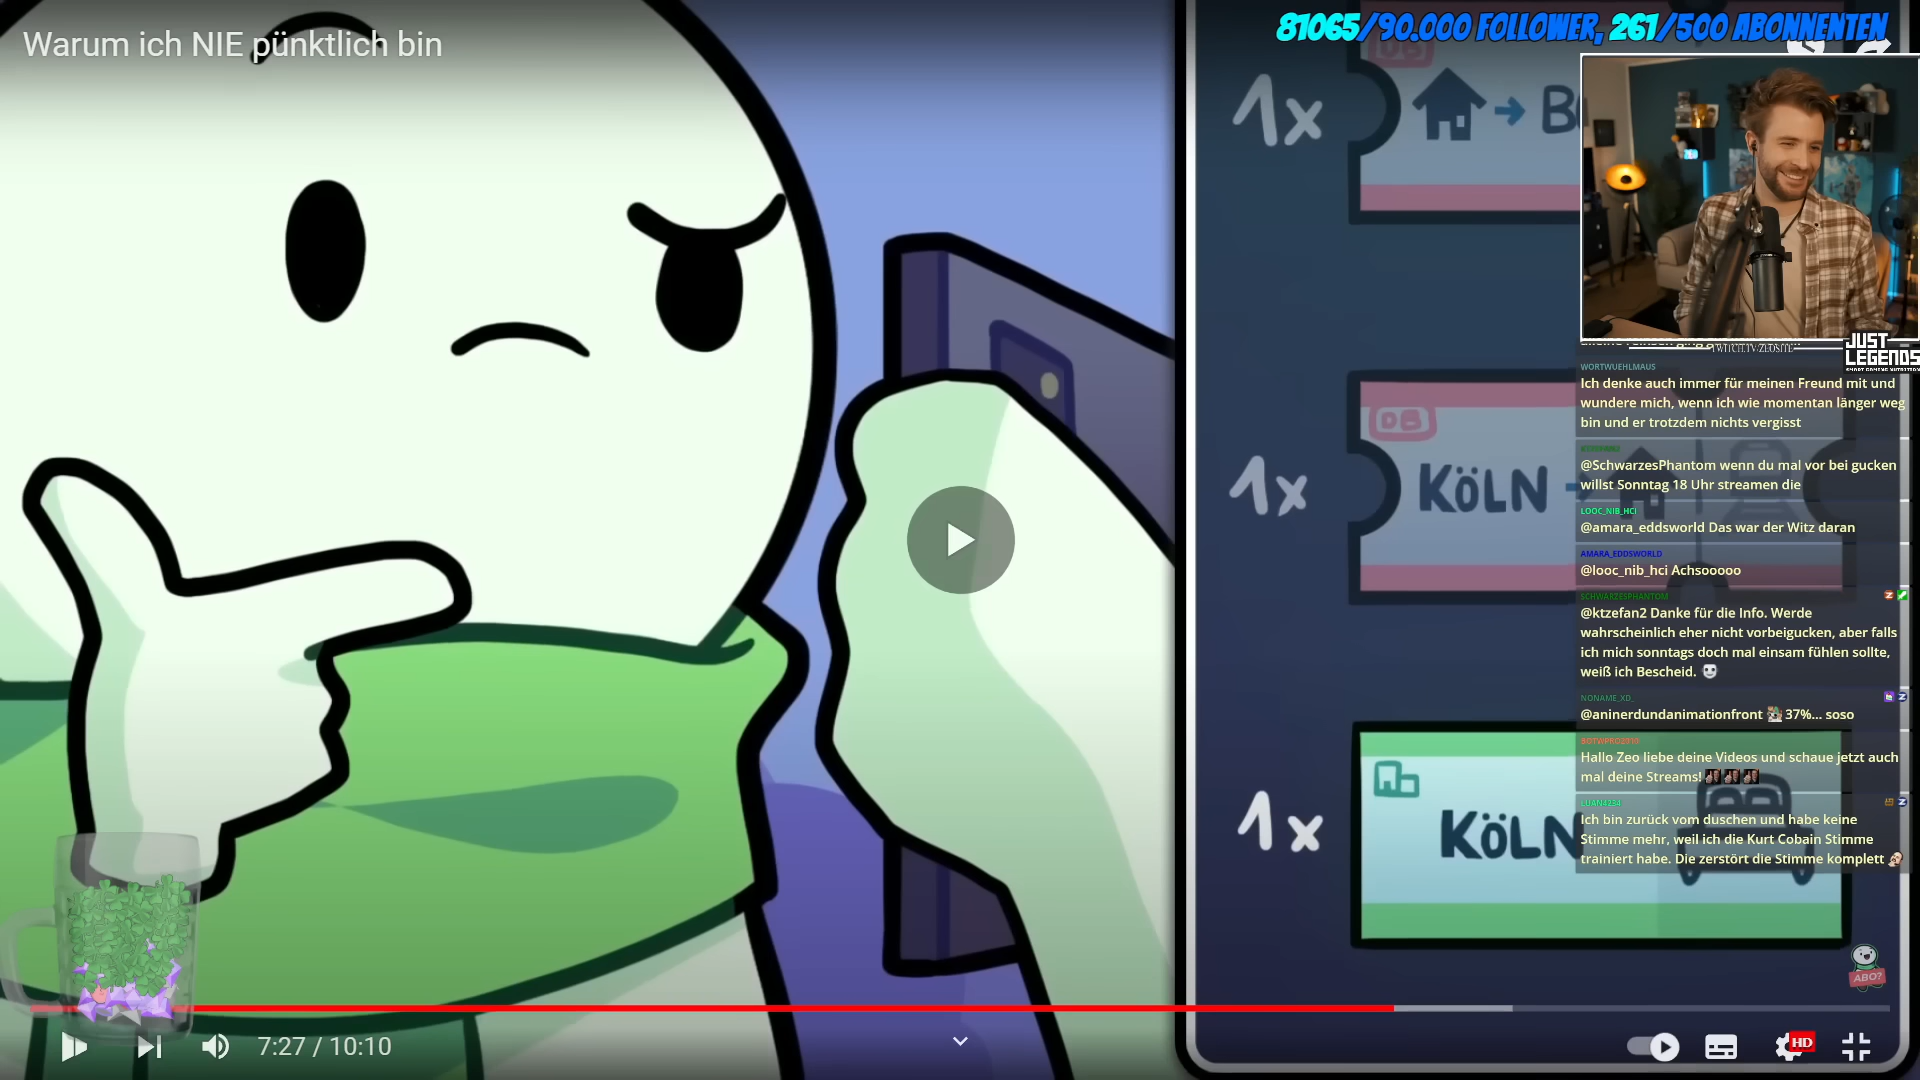 Warum ich NIE pünktlich bin
81065/90.000 FOLLOWER, 261/500 ABONNENTEN
1x
1x
DB
KÖLN
1x
KÖLN
TWITCH.TV/ZEOSITE
JUST
LEGENDS
WORTWUEHLMAUS
Ich denke auch immer für meinen Freund mit und
wundere mich, wenn ich wie momentan länger weg
bin und er trotzdem nichts vergisst
@SchwarzesPhantom wenn du mal vor bei gucken
willst Sonntag 18 Uhr streamen die
LOOC_NIB_HCI
@amara_eddsworld Das war der Witz daran
AMARA_EDDSWORLD
@looc_nib_hci Achsooooo
SCHWARZESPHANTOM
@ktzefan2 Danke für die Info. Werde
wahrscheinlich eher nicht vorbeigucken, aber falls
ich mich sonntags doch mal einsam fühlen sollte,
weiß ich Bescheid.
NONAME_XD_
@aninerdundanimationfront 37%... soso
Hallo Zeo liebe deine Videos und schaue jetzt auch
mal deine Streams!
LUAN4234
Ich bin zurück vom duschen und habe keine
Stimme mehr, weil ich die Kurt Cobain Stimme
trainiert habe. Die zerstört die Stimme komplett
ABO?
7:27 / 10:10
HD